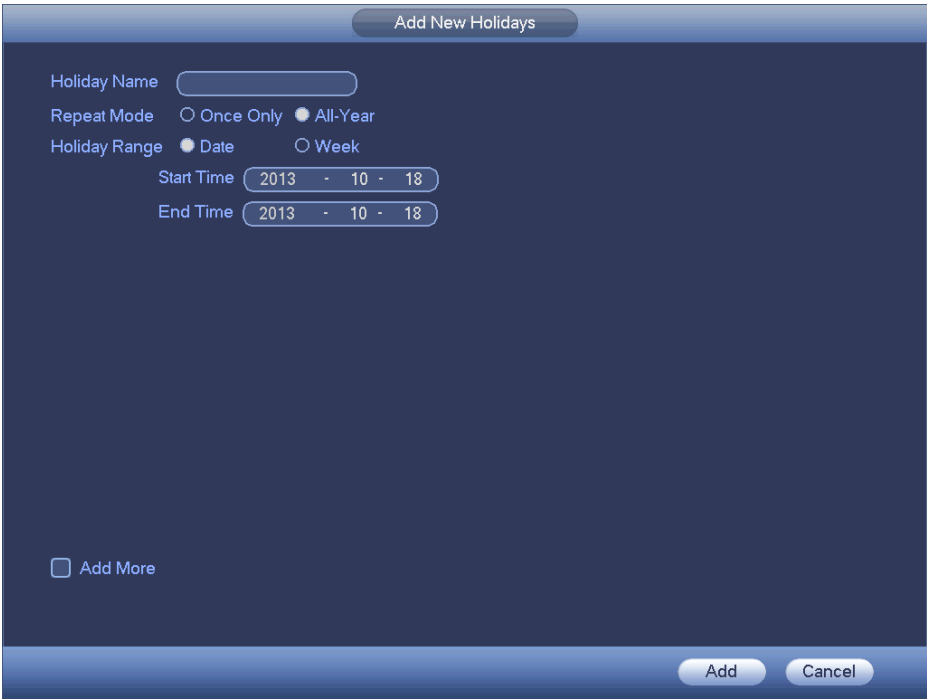 Add New Holidays
Holiday Name
Repeat Mode Once Only All-Year
Holiday Range Date Week
Start Time 2013 - 10 - 18
End Time 2013 - 10 - 18
Add More
Add Cancel